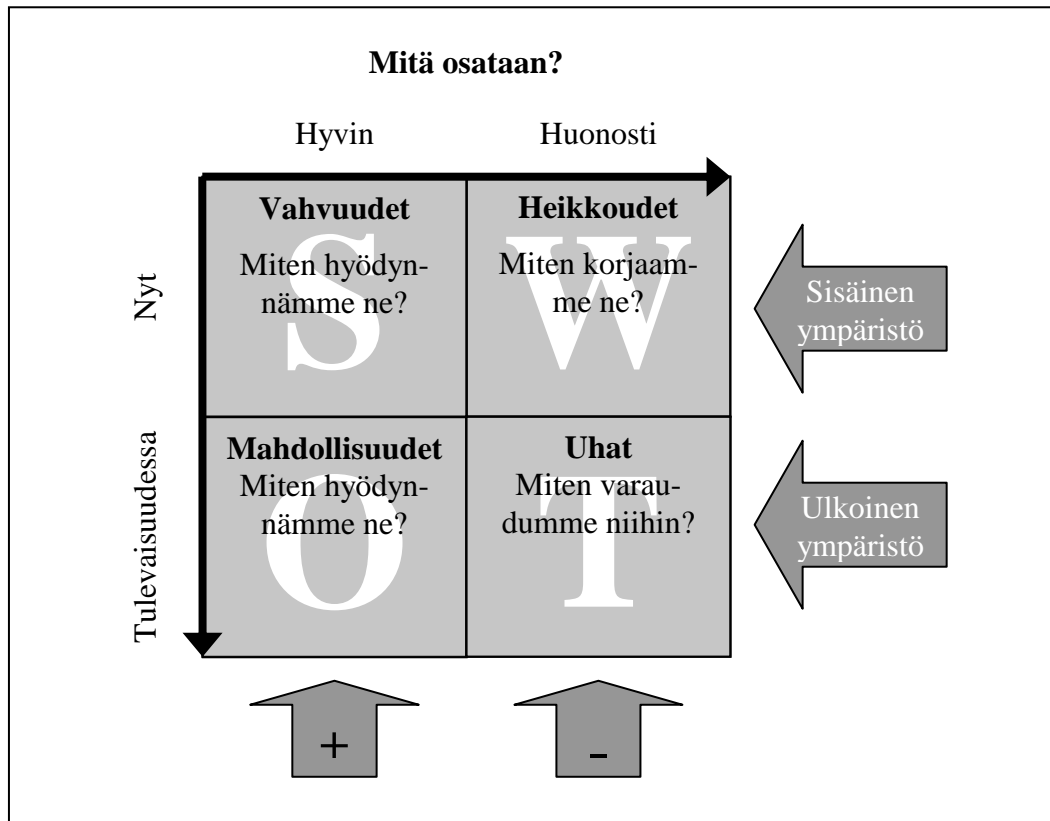 Mitä osataan?
Hyvin
Huonosti
Nyt
Tulevaisuudessa
S
Vahvuudet
Miten hyödyn-
nämme ne?
W
Heikkoudet
Miten korjaam-
me ne?
Sisäinen
ympäristö
O
Mahdollisuudet
Miten hyödyn-
nämme ne?
T
Uhat
Miten varau-
dumme niihin?
Ulkoinen
ympäristö
+
-